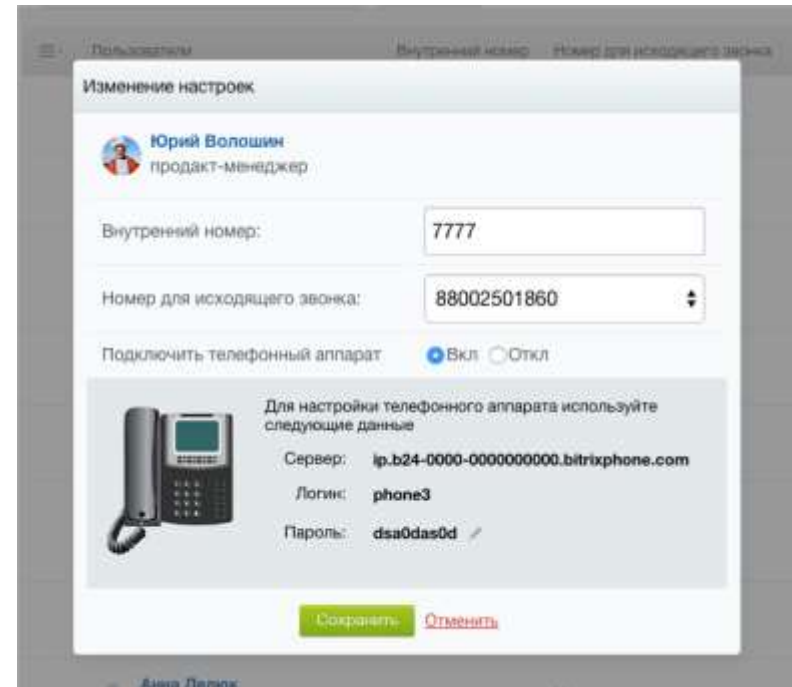 Пользователи Внутренний номер Номер для исходящего звонка
Изменение настроек
Юрий Волошин
продакт-менеджер
Внутренний номер: 7777
Номер для исходящего звонка: 88002501860
Подключить телефонный аппарат Вкл Откл
Для настройки телефонного аппарата используйте
следующие данные
Сервер: ip.b24-0000-0000000000.bitrixphone.com
Логин: phone3
Пароль: dsa0das0d
Сохранить Отменить
Анна